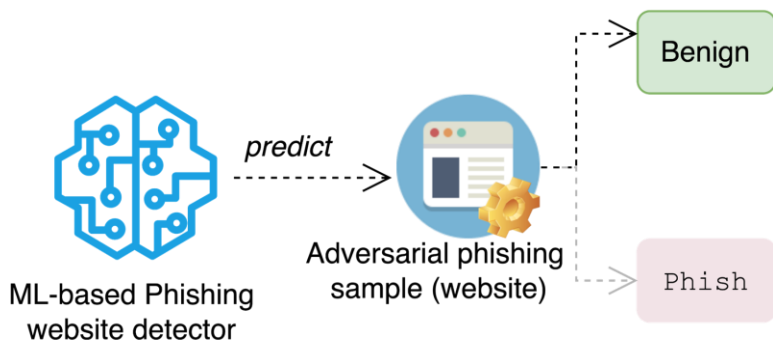 Benign
predict
Adversarial phishing
sample (website)
ML-based Phishing
website detector
Phish